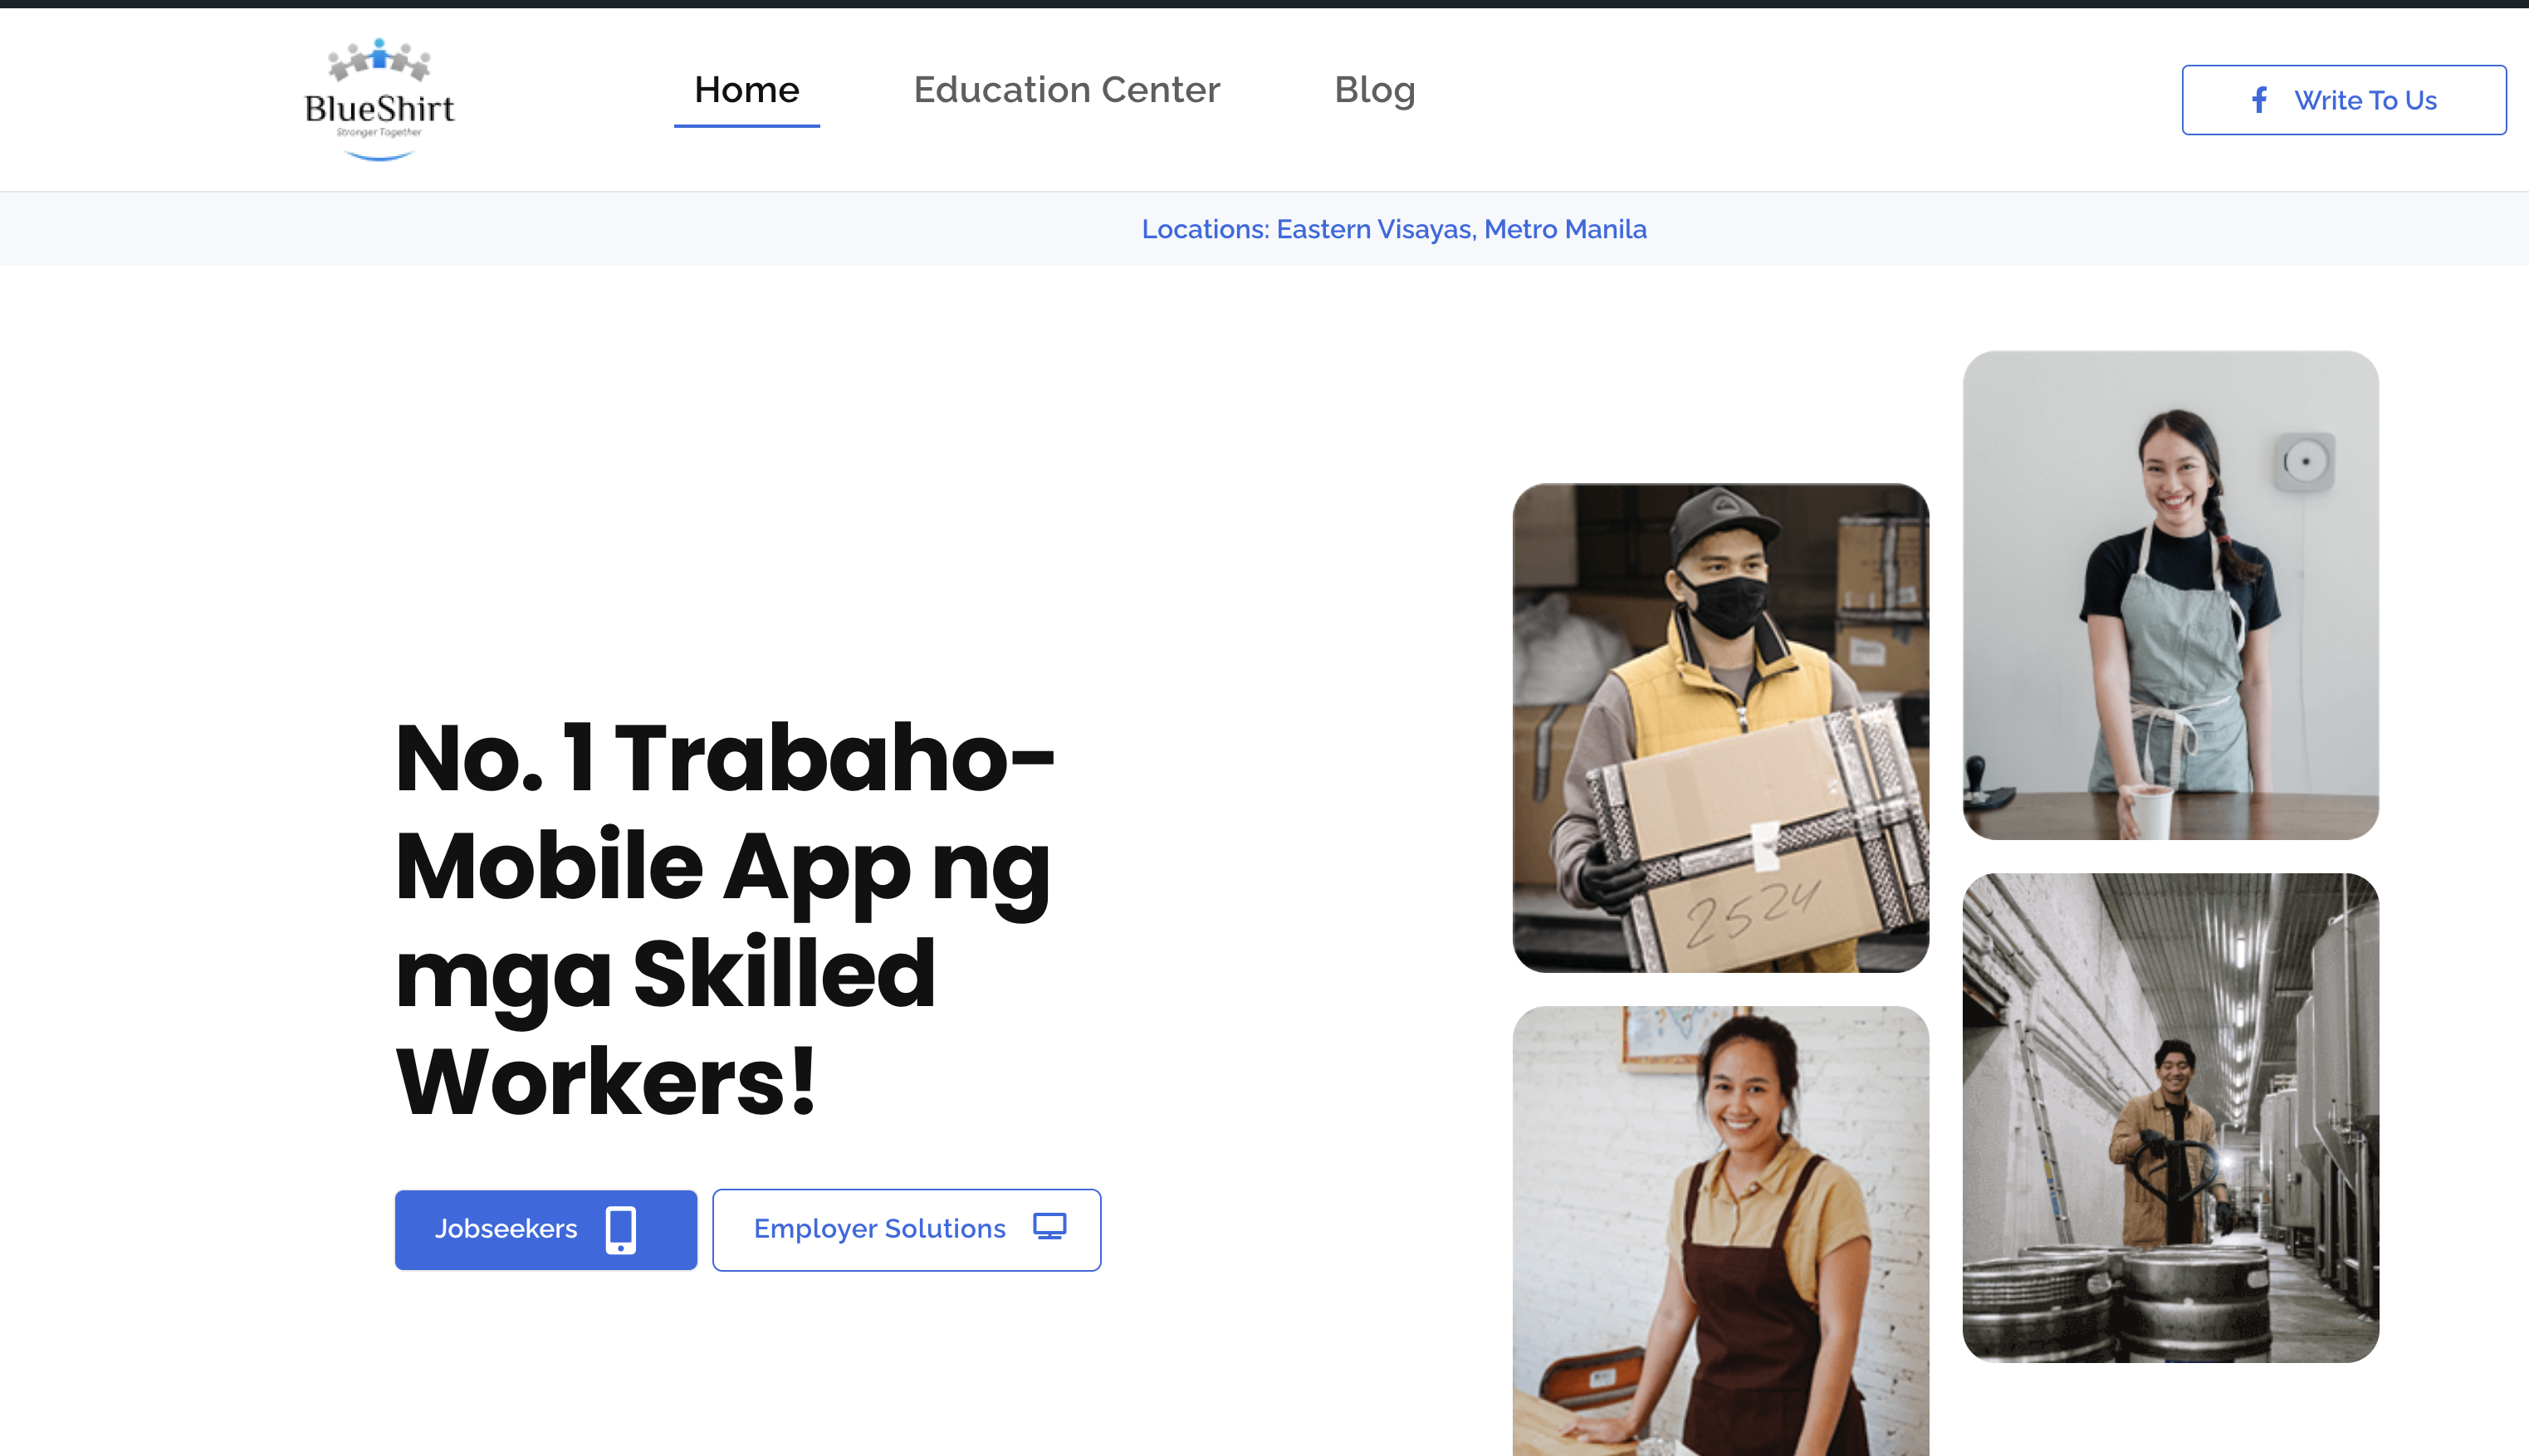 BlueShirt
Stronger Together
Home
Education Center
Blog
Write To Us
Locations: Eastern Visayas, Metro Manila
No. 1 Trabaho-
Mobile App ng
mga Skilled
Workers!
Jobseekers
Employer Solutions
2524